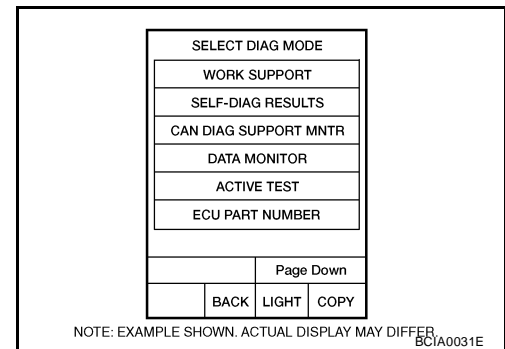 SELECT DIAG MODE
WORK SUPPORT
SELF-DIAG RESULTS
CAN DIAG SUPPORT MNTR
DATA MONITOR
ACTIVE TEST
ECU PART NUMBER
Page Down
BACK LIGHT COPY
NOTE: EXAMPLE SHOWN. ACTUAL DISPLAY MAY DIFFER.
BCIA0031E